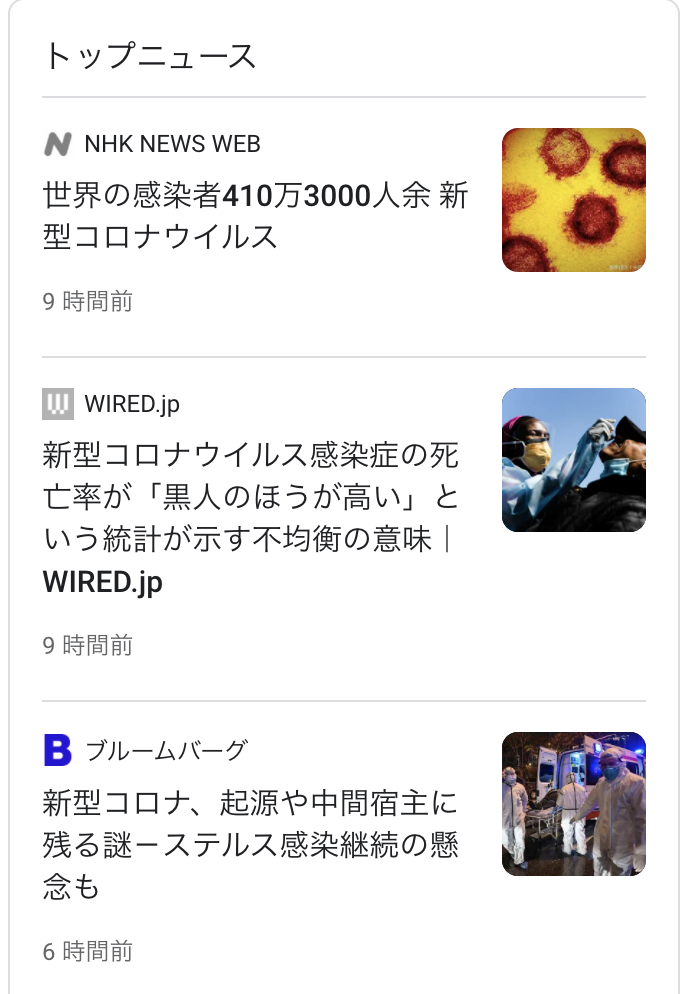 トップニュース
NHK NEWS WEB
世界の感染者410万3000人余 新
型コロナウイルス
9 時間前
WIRED.jp
新型コロナウイルス感染症の死
亡率が「黒人のほうが高い」と
いう統計が示す不均衡の意味｜
WIRED.jp
9 時間前
B ブルームバーグ
新型コロナ、起源や中間宿主に
残る謎－ステルス感染継続の懸
念も
6 時間前